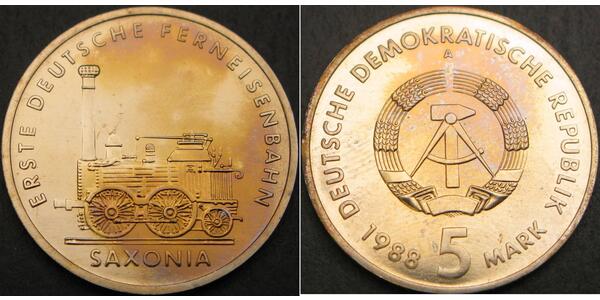 ERSTE DEUTSCHE FERNEISENBAHN
SAXONIA
DEUTSCHE DEMOKRATISCHE REPUBLIK
A
1988 5 MARK